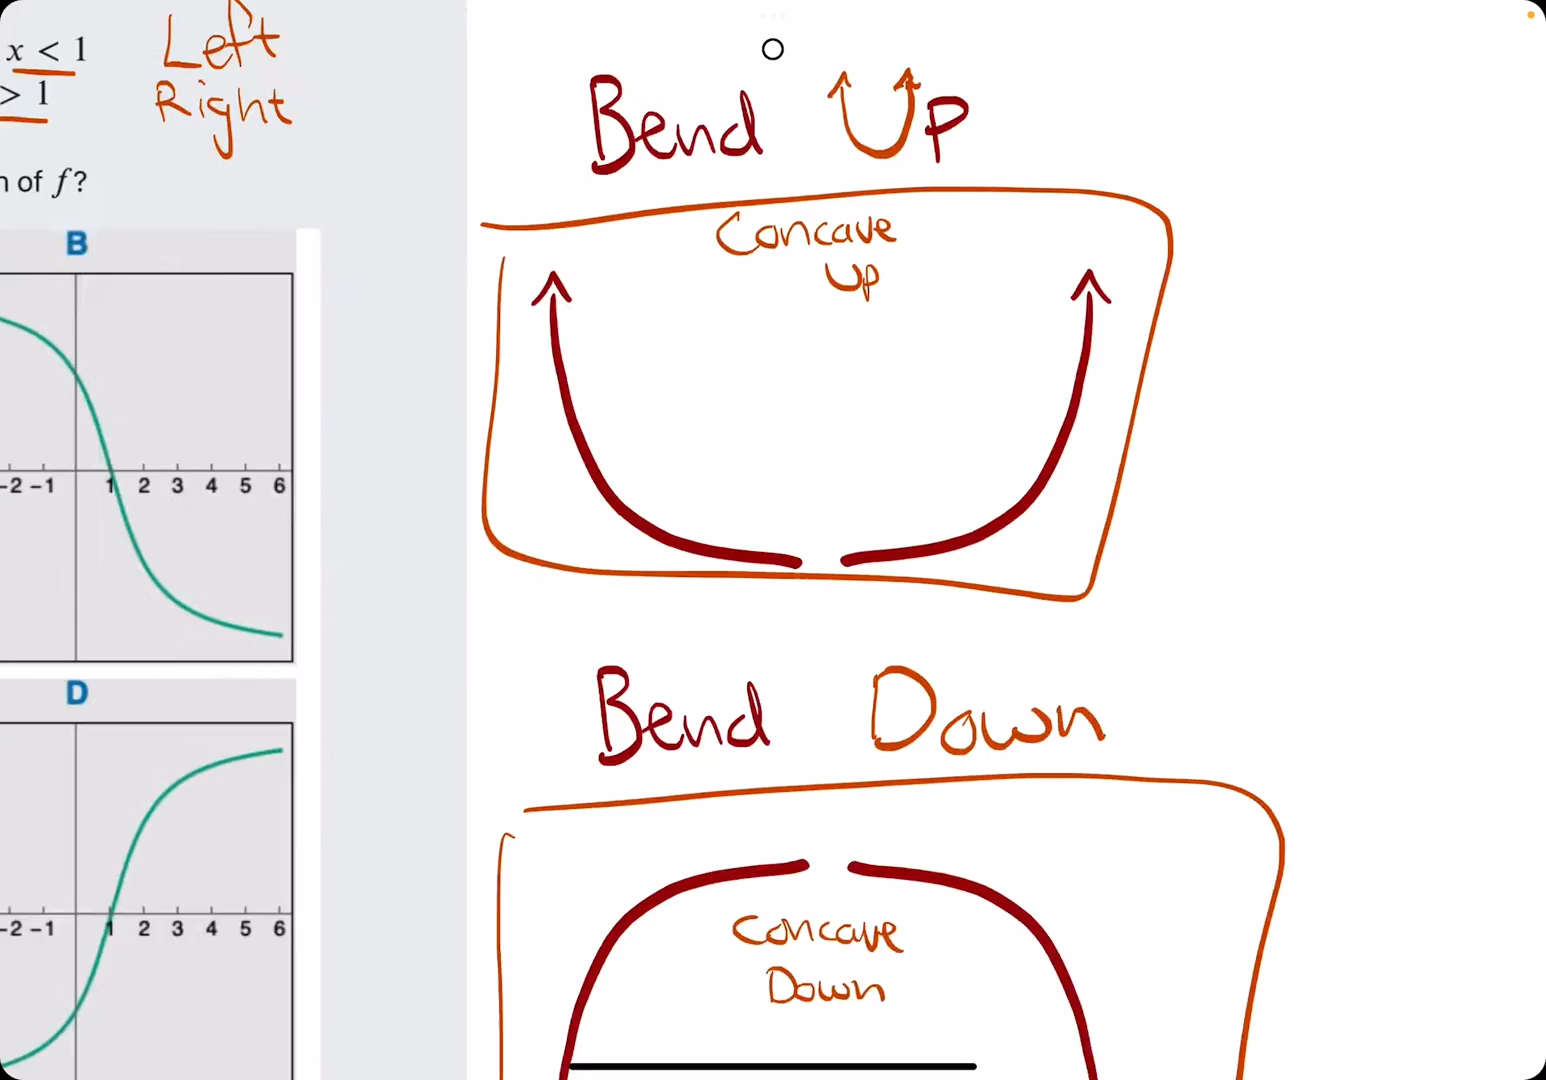 x < 1 Left
> 1 Right
n of f?
B
-2 -1 1 2 3 4 5 6
D
-2 -1 1 2 3 4 5 6
Bend Up
Concave
Up
Bend Down
Concave
Down